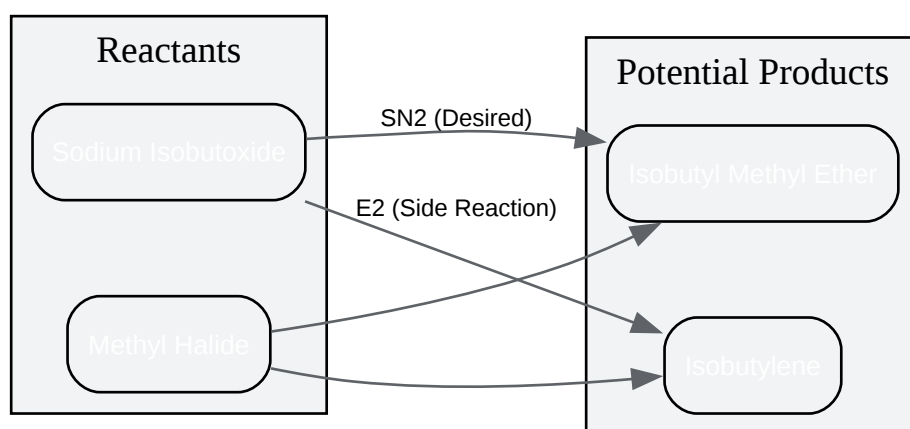 Reactants
Potential Products
SN2 (Desired)
Sodium Isobutoxide
Isobutyl Methyl Ether
E2 (Side Reaction)
Methyl Halide
Isobutylene